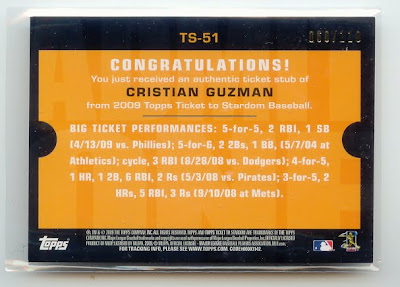 TS-51
CONGRATULATIONS!
You just received an authentic ticket stub of
CRISTIAN GUZMAN
from 2009 Topps Ticket to Stardom Baseball.
BIG TICKET PERFORMANCES: 5-for-5, 2 RBI, 1 SB
(4/13/09 vs. Phillies); 5-for-6, 2 2Bs, 1 BB, (5/7/04 at
Athletics); cycle, 3 RBI (8/28/08 vs. Dodgers); 4-for-5,
1 HR, 1 2B, 6 RBI, 2 Rs (5/3/08 vs. Pirates); 3-for-5, 2
HRs, 5 RBI, 3 Rs (9/10/08 at Mets).
Topps
FOR TRACKING INFO, PLEASE SEE WWW.TOPPS.COM.